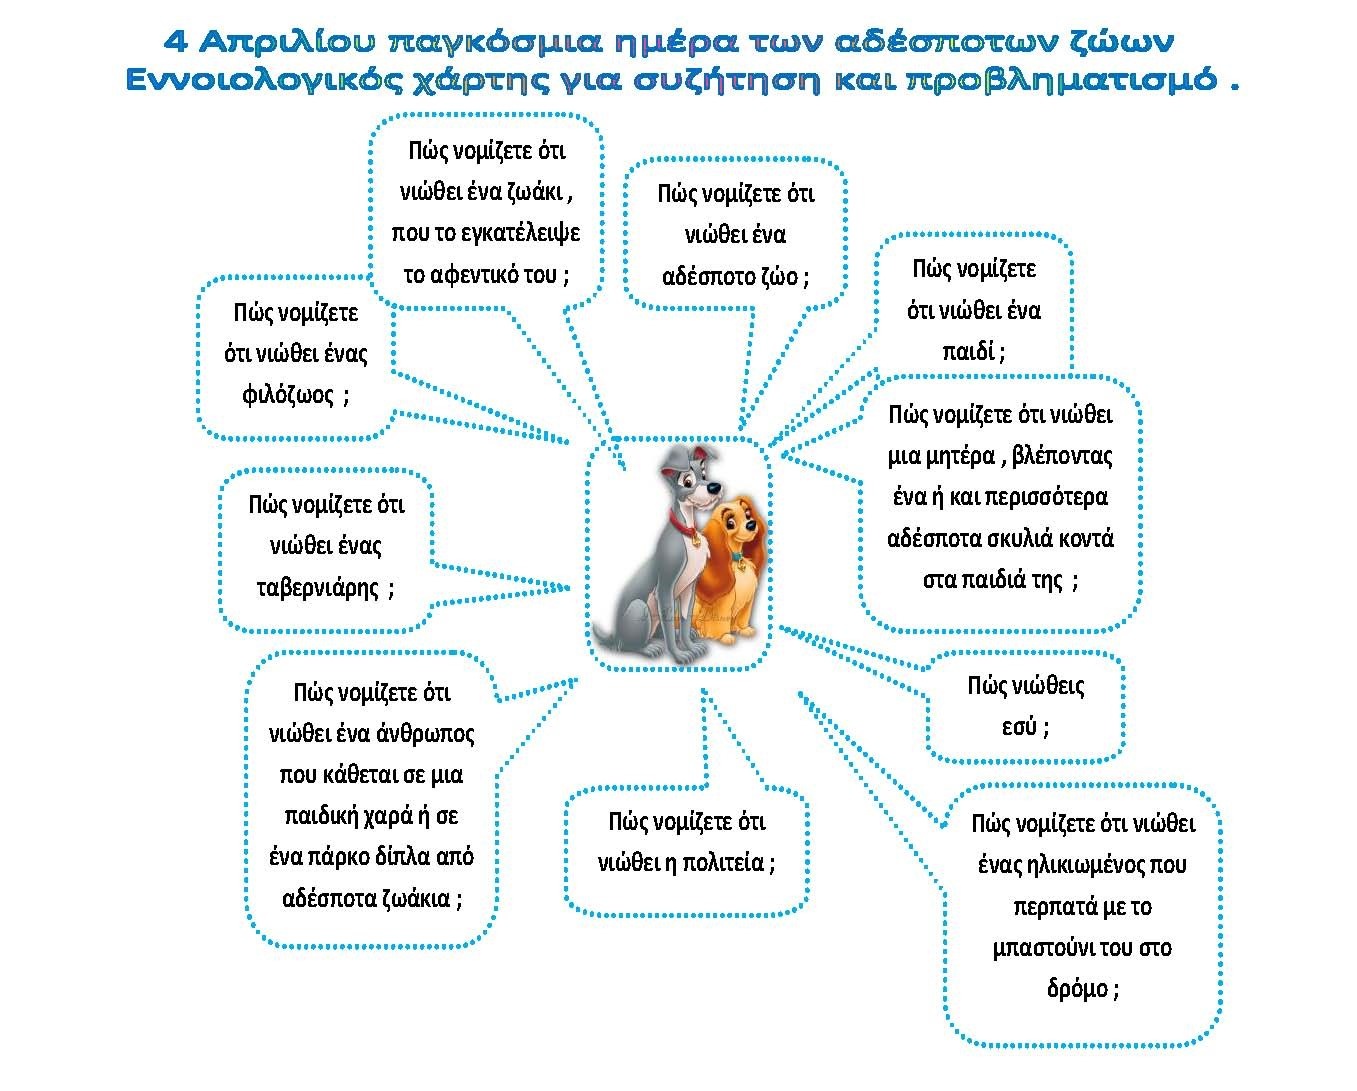 4 Απριλίου παγκόσμια ημέρα των αδέσποτων ζώων
Εννοιολογικός χάρτης για συζήτηση και προβληματισμό .
Πώς νομίζετε ότι
νιώθει ένα ζωάκι ,
που το εγκατέλειψε
το αφεντικό του ;
Πώς νομίζετε ότι
νιώθει ένα
αδέσποτο ζώο ;
Πώς νομίζετε
ότι νιώθει ένα
παιδί ;
Πώς νομίζετε
ότι νιώθει ένας
φιλόζωος ;
Πώς νομίζετε ότι νιώθει
μια μητέρα , βλέποντας
ένα ή και περισσότερα
αδέσποτα σκυλιά κοντά
στα παιδιά της ;
Πώς νομίζετε ότι
νιώθει ένας
ταβερνιάρης ;
Πώς νιώθεις
εσύ ;
Πώς νομίζετε ότι
νιώθει ένα άνθρωπος
που κάθεται σε μια
παιδική χαρά ή σε
ένα πάρκο δίπλα από
αδέσποτα ζωάκια ;
Πώς νομίζετε ότι
νιώθει η πολιτεία ;
Πώς νομίζετε ότι νιώθει
ένας ηλικιωμένος που
περπατά με το
μπαστούνι του στο
δρόμο ;